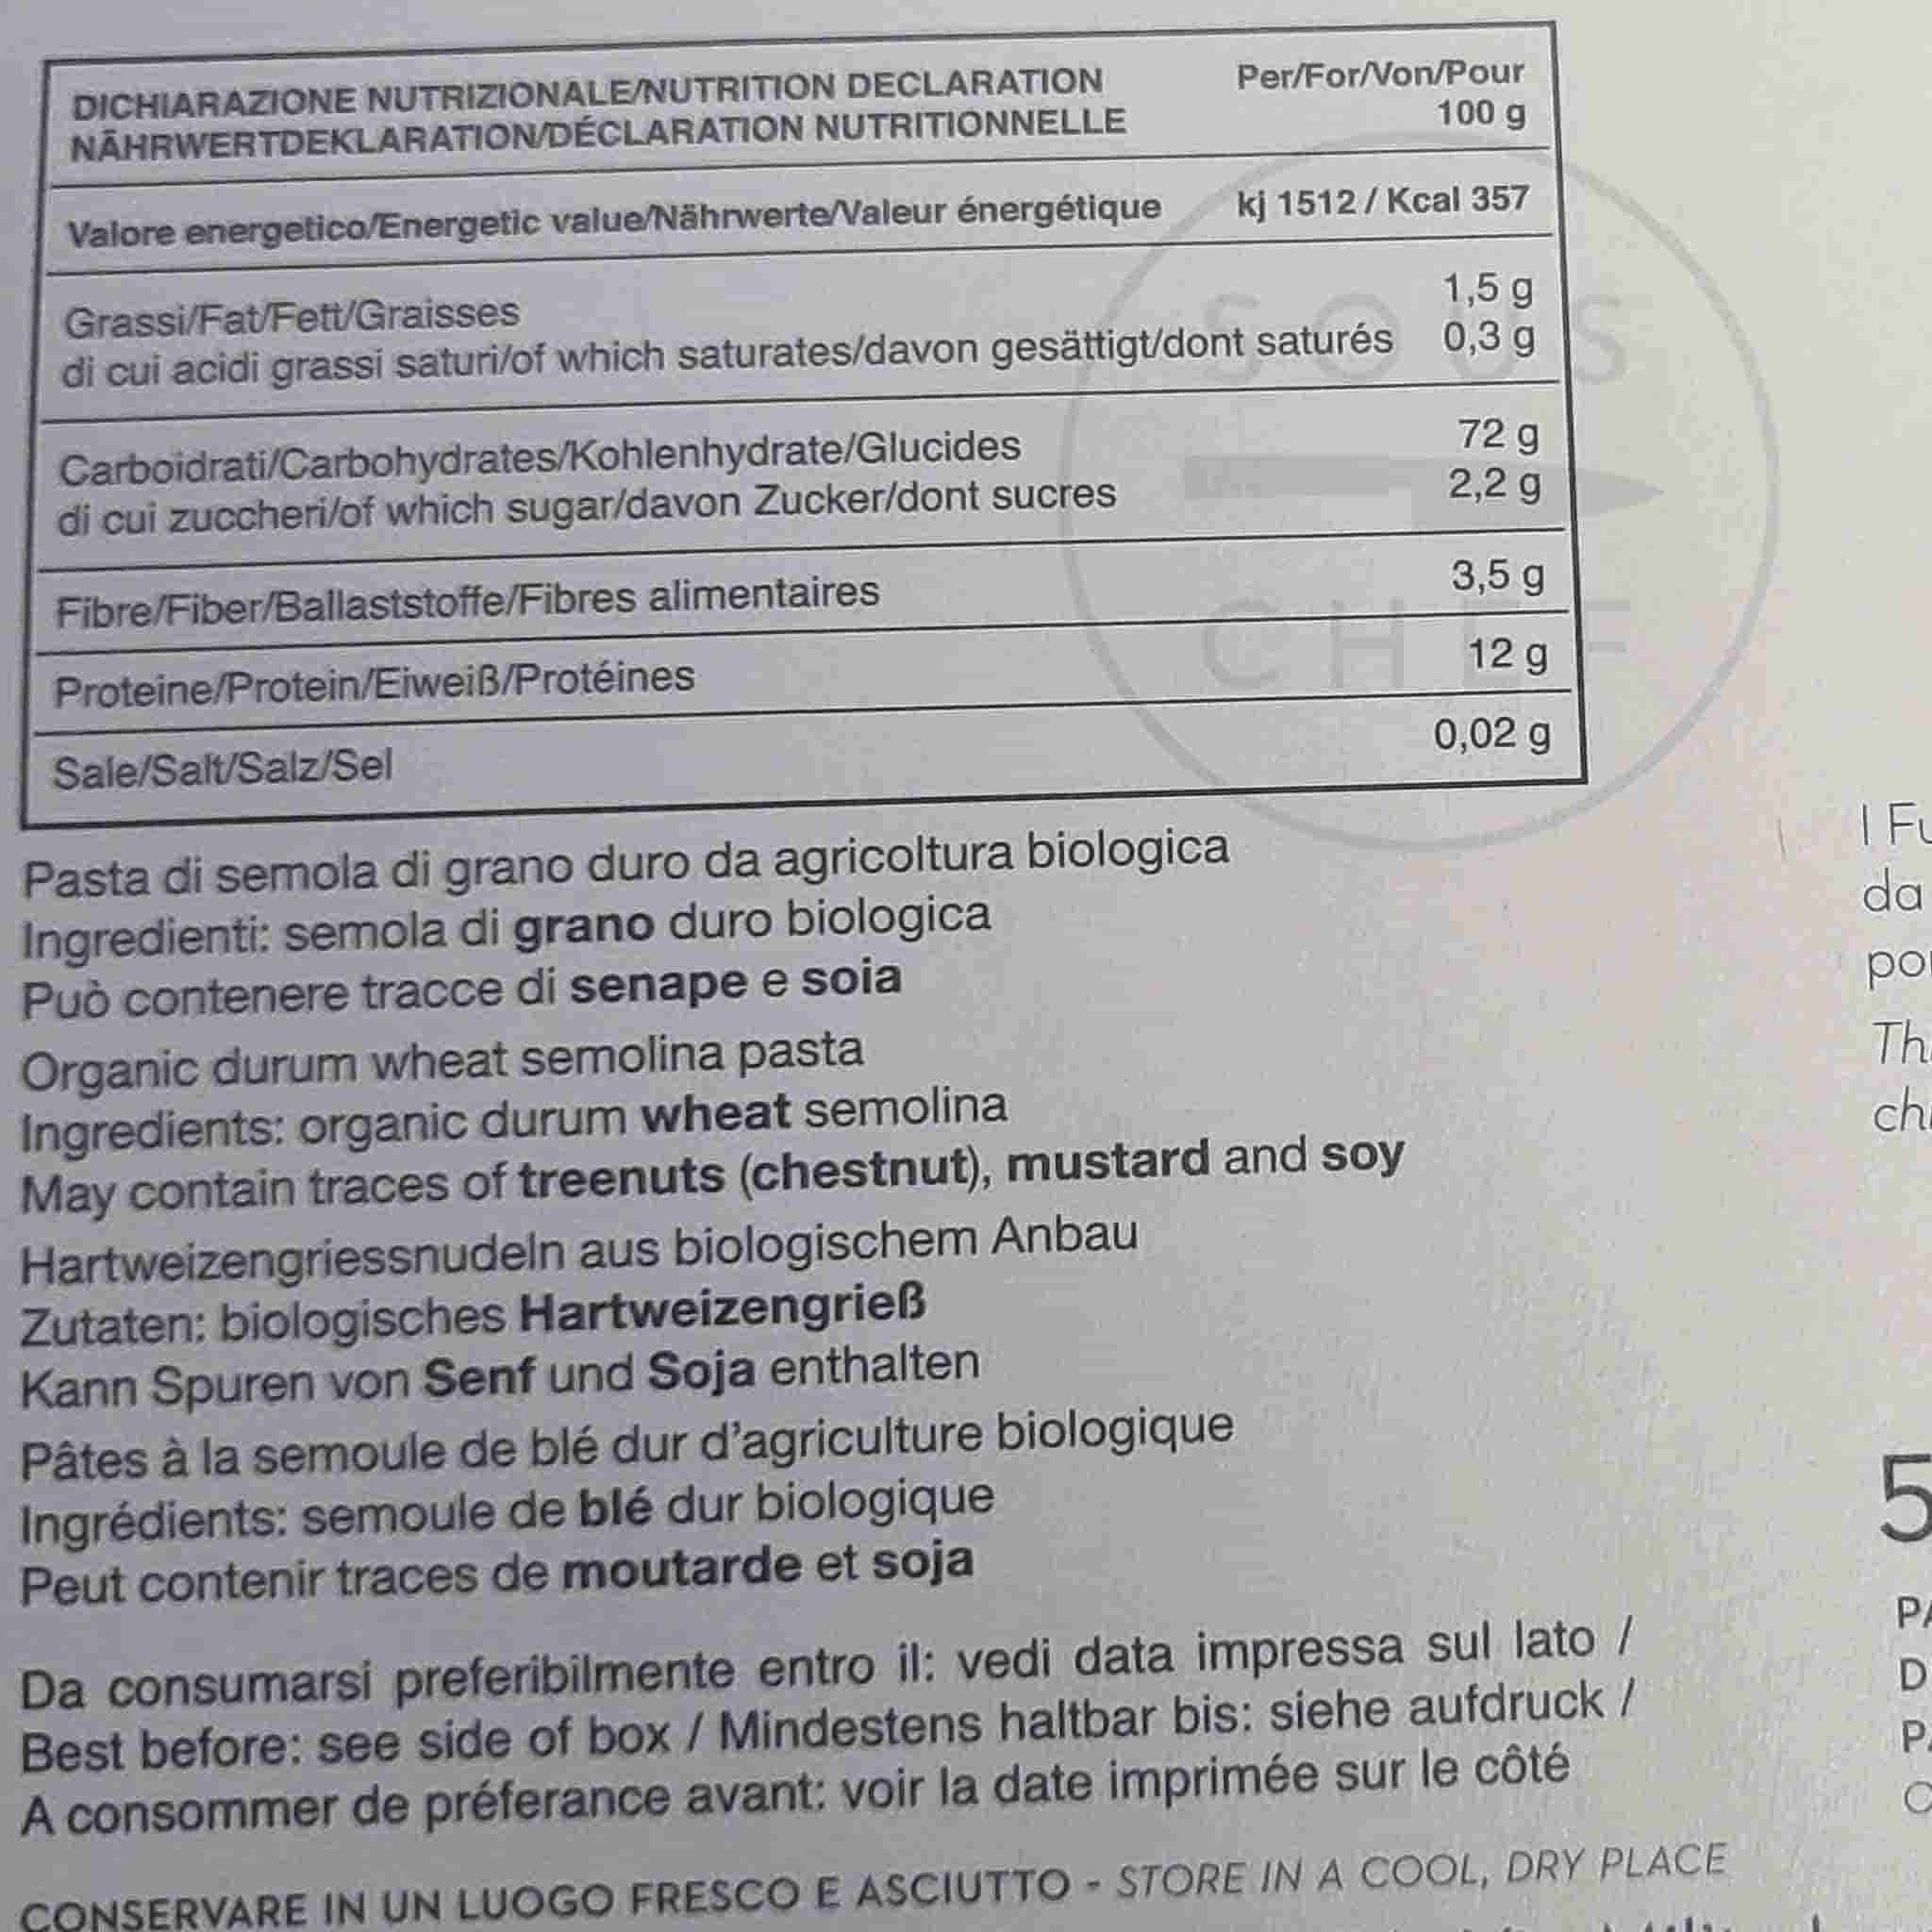 DICHIARAZIONE NUTRIZIONALE/NUTRITION DECLARATION
NÄHRWERTDEKLARATION/DÉCLARATION NUTRITIONNELLE
Per/For/Von/Pour
100 g
Valore energetico/Energetic value/Nährwerte/Valeur énergétique kj 1512 / Kcal 357
Grassi/Fat/Fett/Graisses 1,5 g
di cui acidi grassi saturi/of which saturates/davon gesättigt/dont saturés 0,3 g
Carboidrati/Carbohydrates/Kohlenhydrate/Glucides 72 g
di cui zuccheri/of which sugar/davon Zucker/dont sucres 2,2 g
Fibre/Fiber/Ballaststoffe/Fibres alimentaires 3,5 g
Proteine/Protein/Eiweiß/Protéines 12 g
Sale/Salt/Salz/Sel 0,02 g
SOUS
CHEF
Pasta di semola di grano duro da agricoltura biologica
Ingredienti: semola di grano duro biologica
Può contenere tracce di senape e soia
Organic durum wheat semolina pasta
Ingredients: organic durum wheat semolina
May contain traces of treenuts (chestnut), mustard and soy
Hartweizengriessnudeln aus biologischem Anbau
Zutaten: biologisches Hartweizengrieß
Kann Spuren von Senf und Soja enthalten
Pâtes à la semoule de blé dur d'agriculture biologique
Ingrédients: semoule de blé dur biologique
Peut contenir traces de moutarde et soja
Da consumarsi preferibilmente entro il: vedi data impressa sul lato /
Best before: see side of box / Mindestens haltbar bis: siehe aufdruck /
A consommer de préferance avant: voir la date imprimée sur le côté
CONSERVARE IN UN LUOGO FRESCO E ASCIUTTO - STORE IN A COOL, DRY PLACE
I
da
5